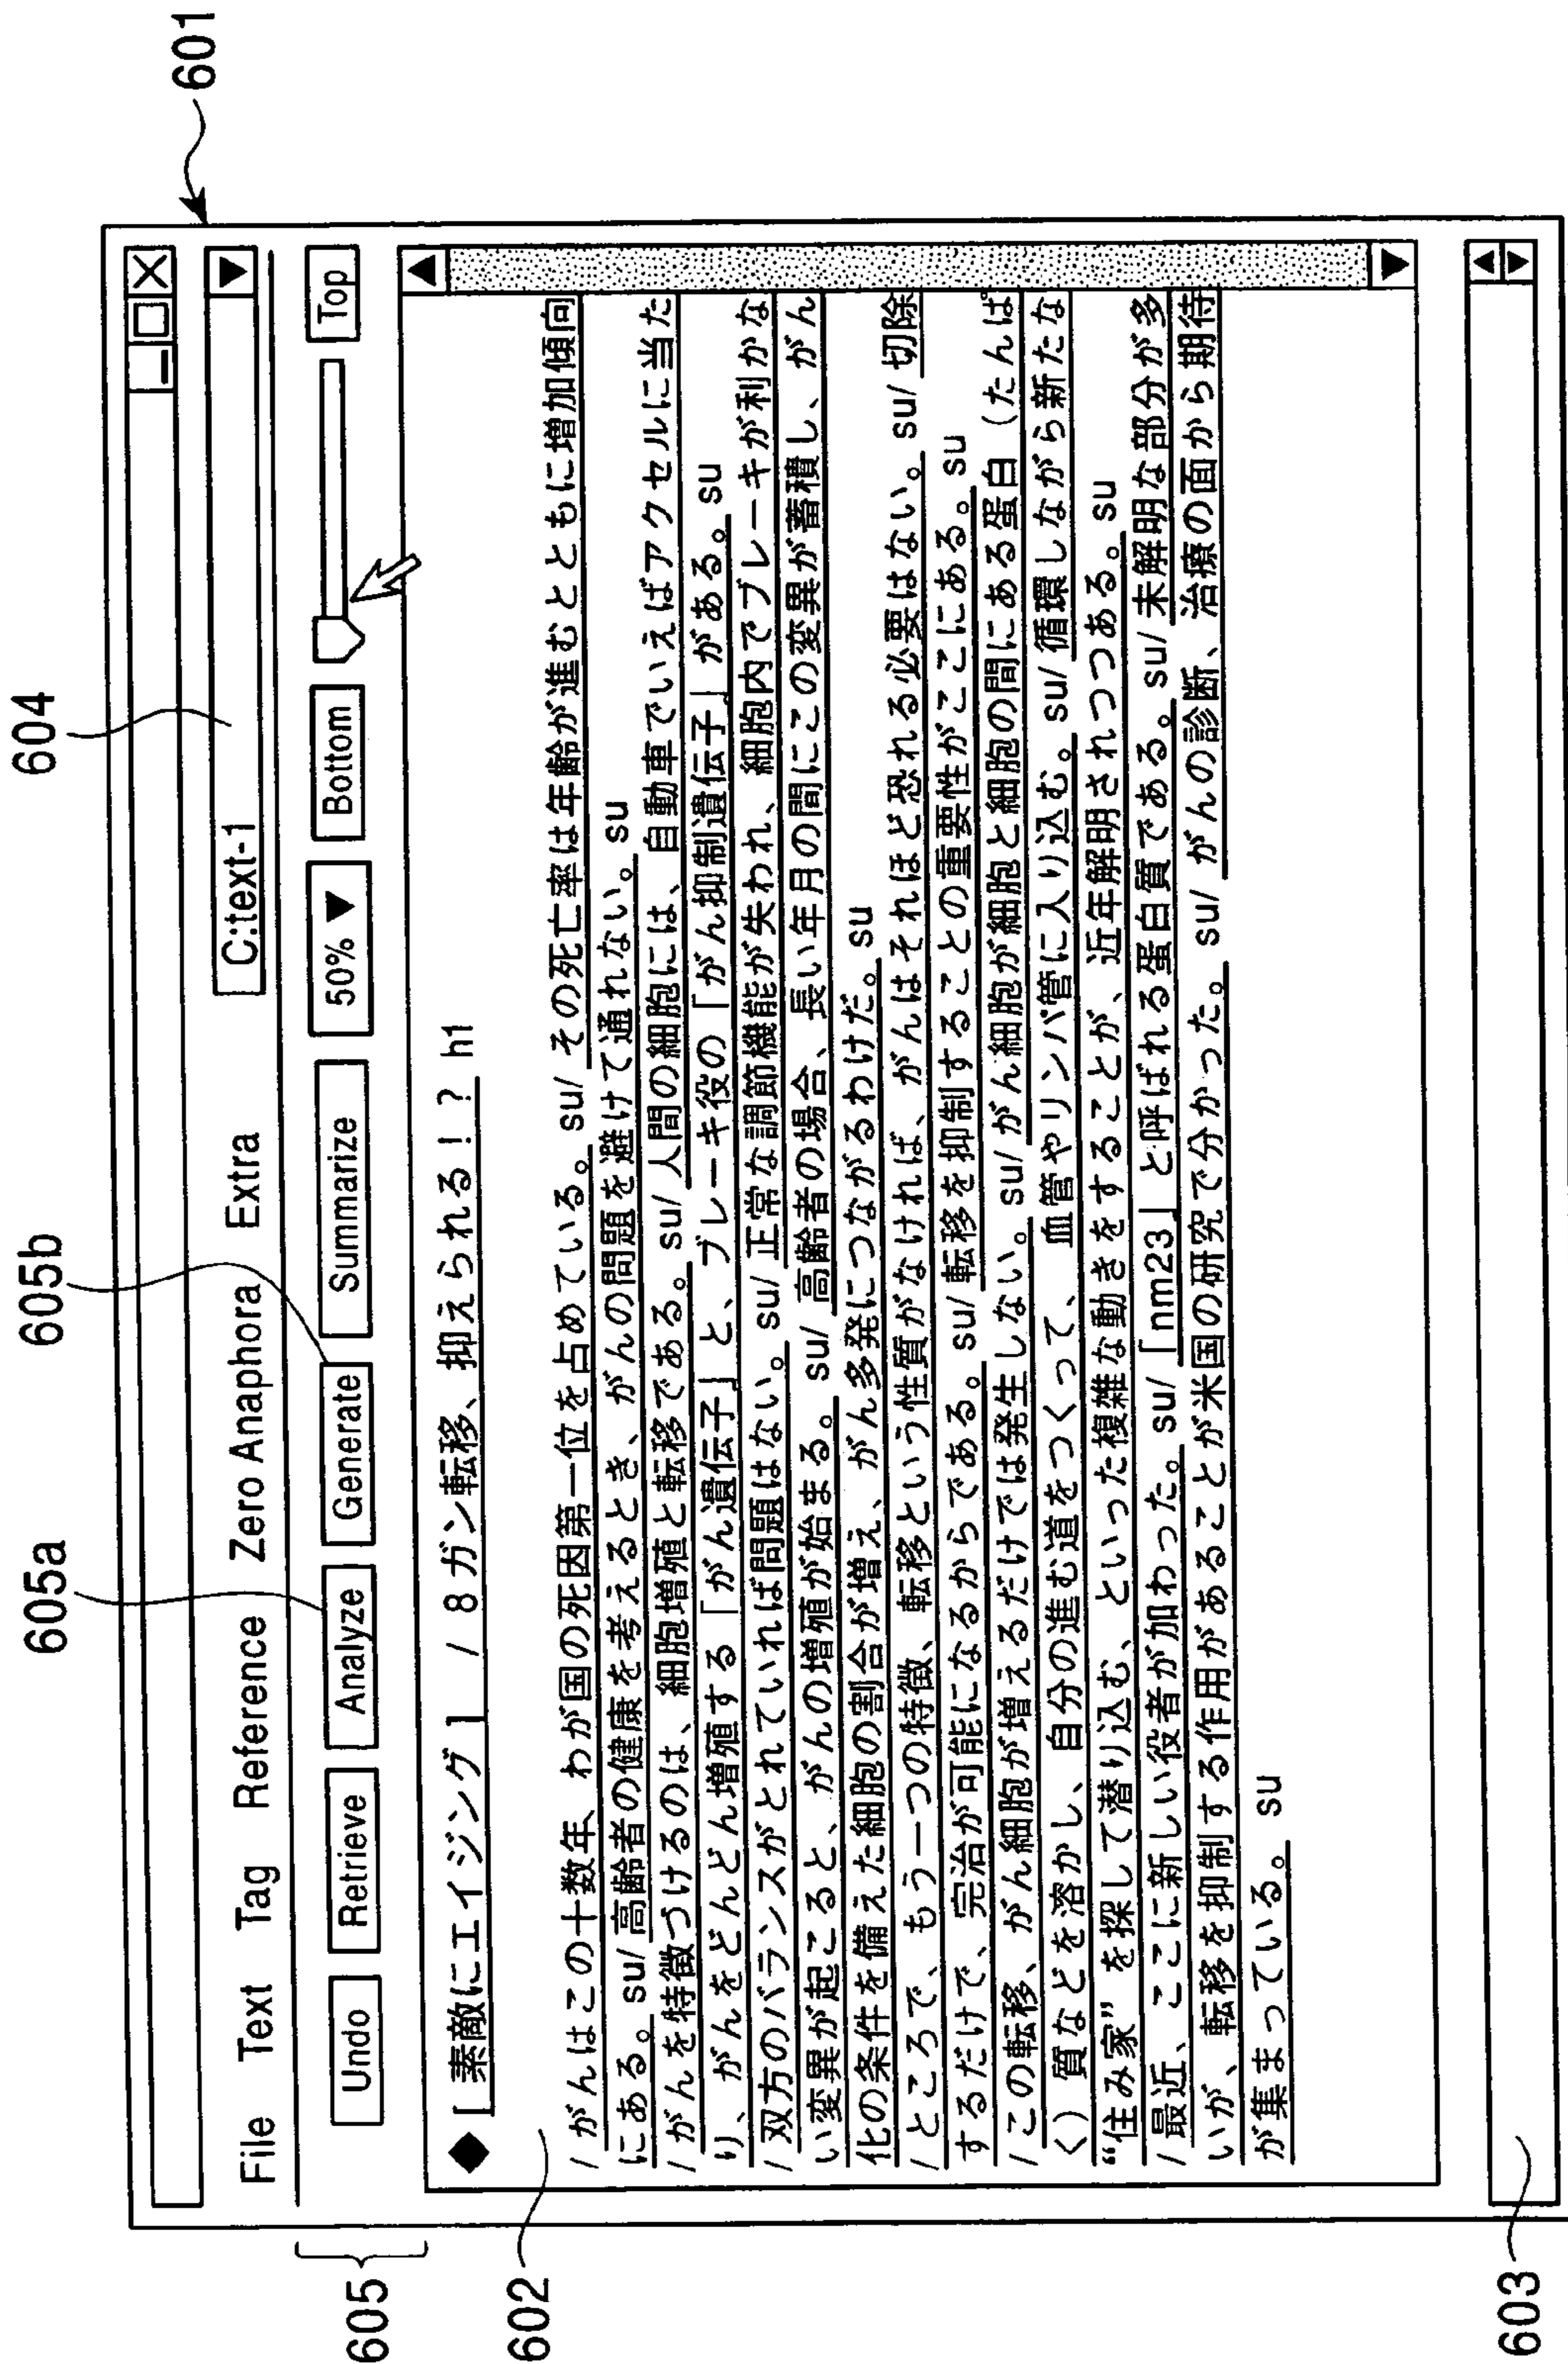 601
604
605b
605a
_ □ X
File Text Tag Reference Zero Anaphora Extra C:text-1 ▼
605
Undo Retrieve Analyze Generate Summarize 50% ▼ Bottom Top
602
◆ [素敵にエイジング] / 8ガン転移、抑えられる！？ h1
/がんはこの十数年、わが国の死因第一位を占めている。su/その死亡率は年齢が進むとともに増加傾向
にある。su/高齢者の健康を考えるとき、がんの問題を避けて通れない。su
/がんを特徴づけるのは、細胞増殖と転移である。su/人間の細胞には、自動車でいえばアクセルに当た
り、がんをどんどん増殖する「がん遺伝子」と、ブレーキ役の「がん抑制遺伝子」がある。su
/双方のバランスがとれていれば問題はない。su/正常な調節機能が失われ、細胞内でブレーキが利かな
い変異が起こると、がんの増殖が始まる。su/高齢者の場合、長い年月の間にこの変異が蓄積し、がん
化の条件を備えた細胞の割合が増え、がん多発につながるわけだ。su
/ところで、もう一つの特徴、転移という性質がなければ、がんはそれほど恐れる必要はない。su/切除
するだけで、完治が可能になるからである。su/転移を抑制することの重要性がここにある。su
/この転移、がん細胞が増えるだけでは発生しない。su/がん細胞が細胞と細胞の間にある蛋白（たんぱ
く）質などを溶かし、自分の進む道をつくって、血管やリンパ管に入り込む。su/循環しながら新たな
“住み家”を探して潜り込む、といった複雑な動きをすることが、近年解明されつつある。su
/最近、ここに新しい役者が加わった。su/「nm23」と呼ばれる蛋白質である。su/未解明な部分が多
いが、転移を抑制する作用があることが米国の研究で分かった。su/がんの診断、治療の面から期待
が集まっている。su
603